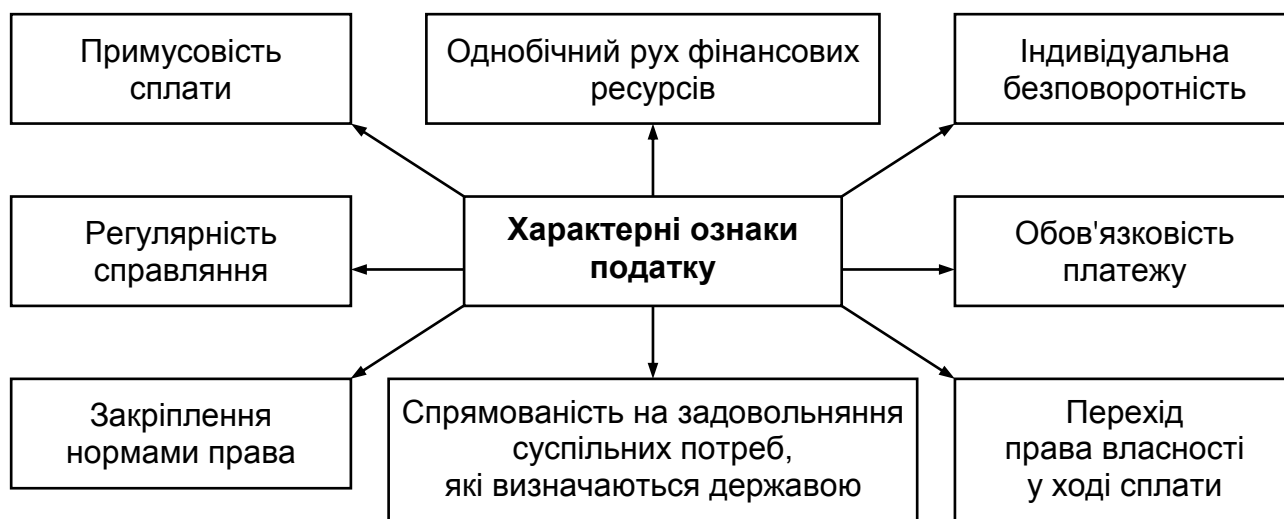 Примусовість
сплати
Однобічний рух фінансових
ресурсів
Індивідуальна
безповоротність
Регулярність
справляння
Характерні ознаки
податку
Обов'язковість
платежу
Закріплення
нормами права
Спрямованість на задовольняння
суспільних потреб,
які визначаються державою
Перехід
права власності
у ході сплати